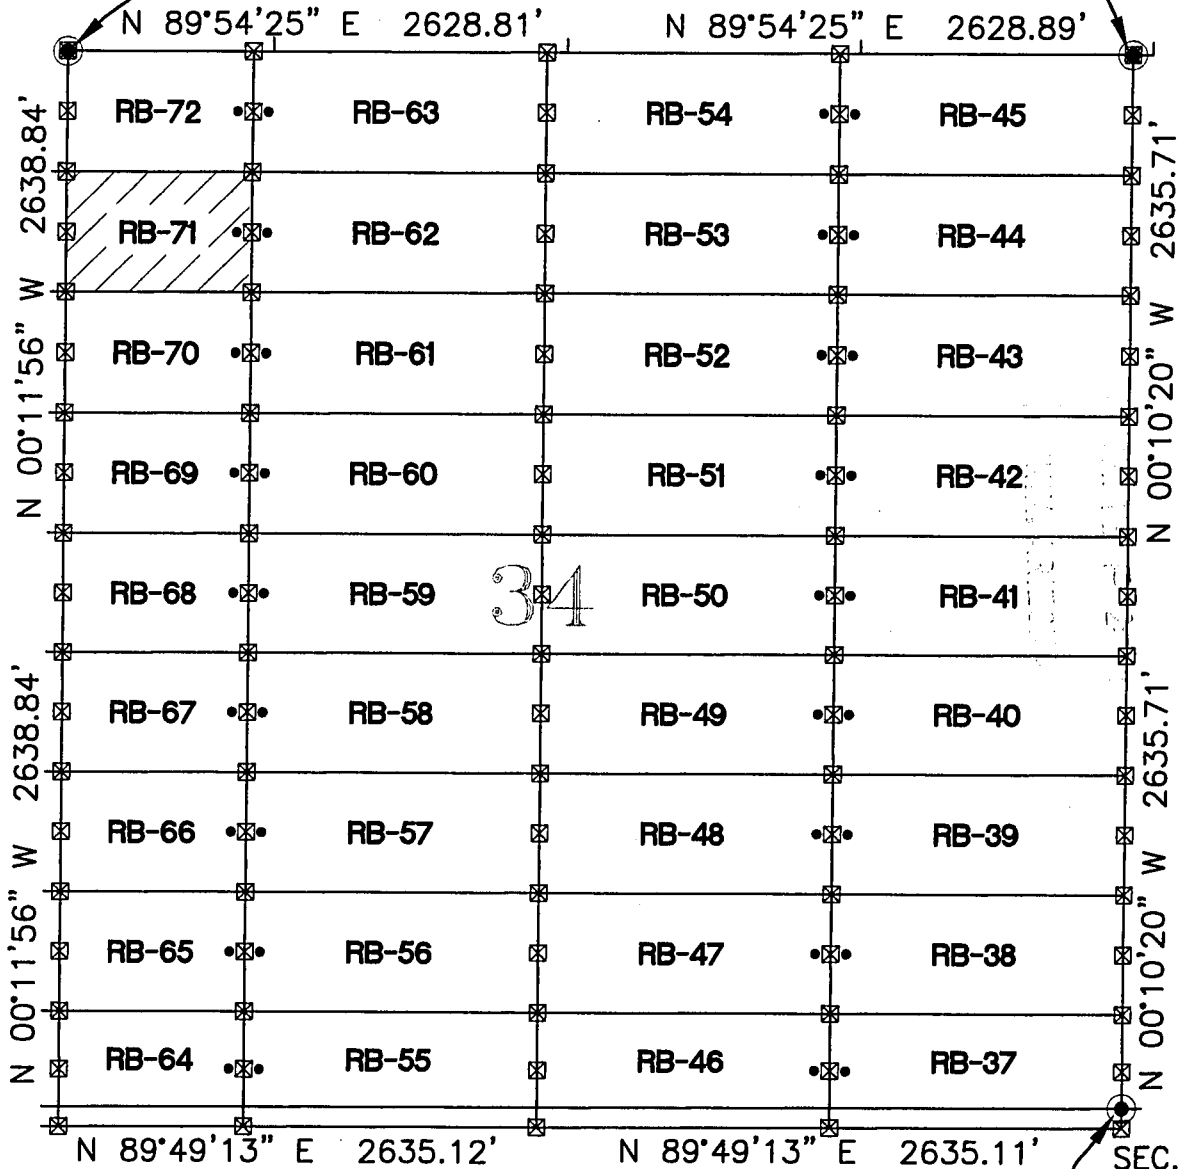 N 89°54'25" E 2628.81' N 89°54'25" E 2628.89'
RB-72 RB-63 RB-54 RB-45
RB-71 RB-62 RB-53 RB-44
RB-70 RB-61 RB-52 RB-43
RB-69 RB-60 RB-51 RB-42
RB-68 RB-59 RB-50 RB-41
34
RB-67 RB-58 RB-49 RB-40
RB-66 RB-57 RB-48 RB-39
RB-65 RB-56 RB-47 RB-38
RB-64 RB-55 RB-46 RB-37
N 00°11'56" W 2638.84'
N 00°11'56" W 2638.84'
N 00°10'20" W 2635.71'
N 00°10'20" W 2635.71'
N 89°49'13" E 2635.12' N 89°49'13" E 2635.11' SEC.